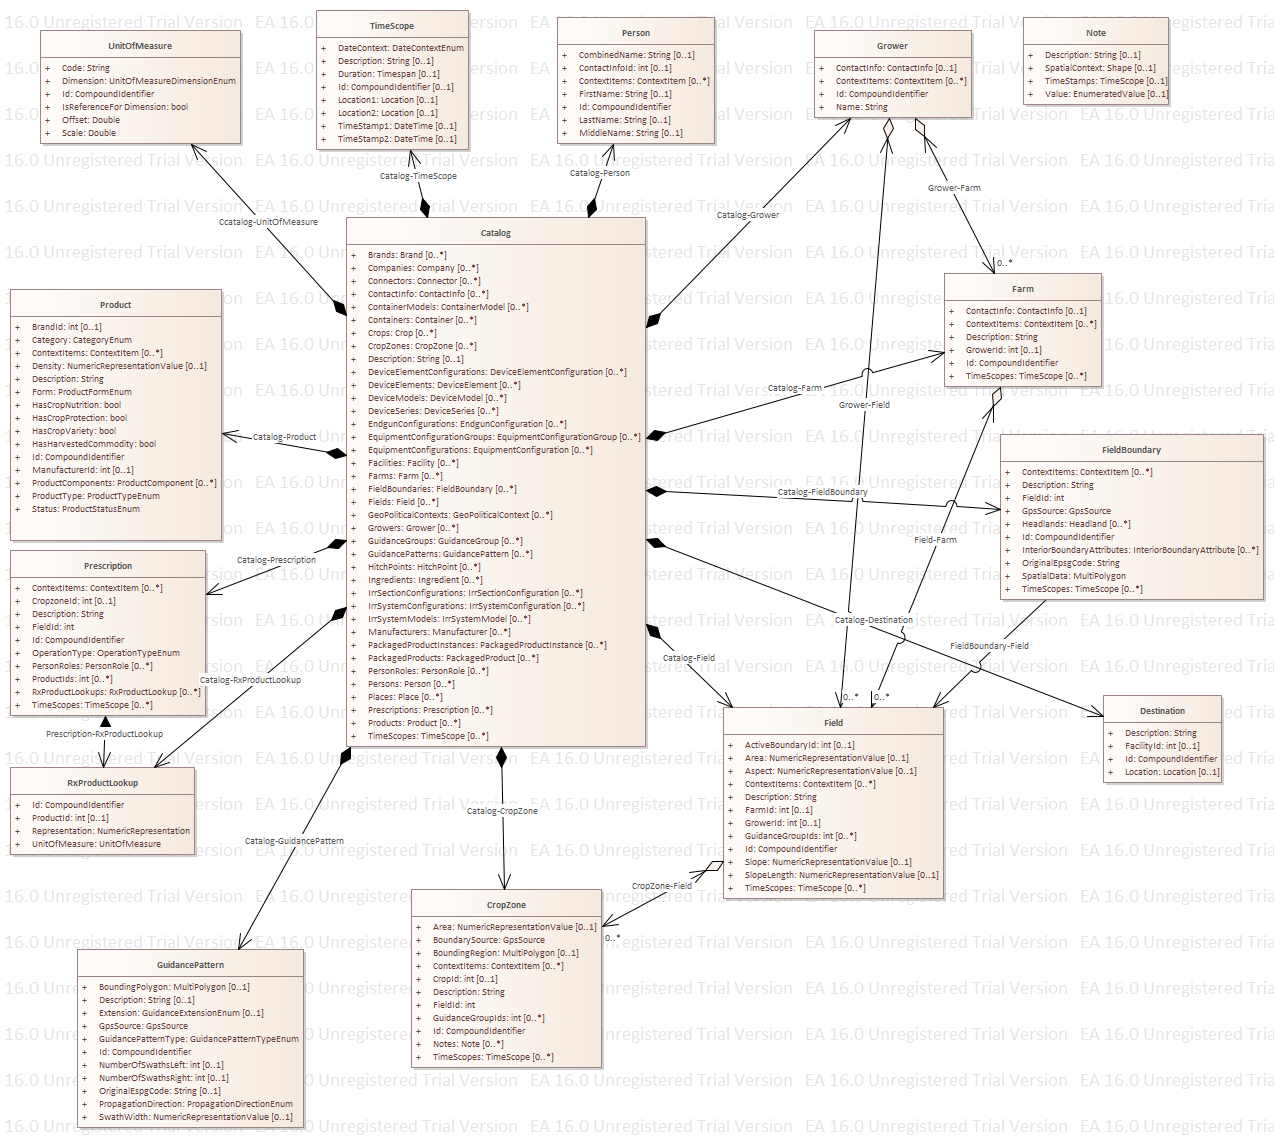 UnitOfMeasure
+ Code: String
+ Dimension: UnitOfMeasureDimensionEnum
+ Id: CompoundIdentifier
+ IsReferenceFor Dimension: bool
+ Offset: Double
+ Scale: Double
TimeScope
+ DateContext: DateContextEnum
+ Description: String [0..1]
+ Duration: Timespan [0..1]
+ Id: CompoundIdentifier [0..1]
+ Location1: Location [0..1]
+ Location2: Location [0..1]
+ TimeStamp1: DateTime [0..1]
+ TimeStamp2: DateTime [0..1]
Person
+ CombinedName: String [0..1]
+ ContactInfoId: int [0..1]
+ ContextItems: ContextItem [0..*]
+ FirstName: String [0..1]
+ Id: CompoundIdentifier
+ LastName: String [0..1]
+ MiddleName: String [0..1]
Grower
+ ContactInfo: ContactInfo [0..1]
+ ContextItems: ContextItem [0..*]
+ Id: CompoundIdentifier
+ Name: String
Note
+ Description: String [0..1]
+ SpatialContext: Shape [0..1]
+ TimeStamps: TimeScope [0..1]
+ Value: EnumeratedValue [0..1]
Catalog-TimeScope
Catalog-Person
Grower-Farm
Ccatalog-UnitOfMeasure
Catalog-Grower
0..*
Catalog
+ Brands: Brand [0..*]
+ Companies: Company [0..*]
+ Connectors: Connector [0..*]
+ ContactInfo: ContactInfo [0..*]
+ ContainerModels: ContainerModel [0..*]
+ Containers: Container [0..*]
+ Crops: Crop [0..*]
+ CropZones: CropZone [0..*]
+ Description: String [0..1]
+ DeviceElementConfigurations: DeviceElementConfiguration [0..*]
+ DeviceElements: DeviceElement [0..*]
+ DeviceModels: DeviceModel [0..*]
+ DeviceSeries: DeviceSeries [0..*]
+ EndgunConfigurations: EndgunConfiguration [0..*]
+ EquipmentConfigurationGroups: EquipmentConfigurationGroup [0..*]
+ EquipmentConfigurations: EquipmentConfiguration [0..*]
+ Facilities: Facility [0..*]
+ Farms: Farm [0..*]
+ FieldBoundaries: FieldBoundary [0..*]
+ Fields: Field [0..*]
+ GeoPoliticalContexts: GeoPoliticalContext [0..*]
+ Growers: Grower [0..*]
+ GuidanceGroups: GuidanceGroup [0..*]
+ GuidancePatterns: GuidancePattern [0..*]
+ HitchPoints: HitchPoint [0..*]
+ Ingredients: Ingredient [0..*]
+ IrrSectionConfigurations: IrrSectionConfiguration [0..*]
+ IrrSystemConfigurations: IrrSystemConfiguration [0..*]
+ IrrSystemModels: IrrSystemModel [0..*]
+ Manufacturers: Manufacturer [0..*]
+ PackagedProductInstances: PackagedProductInstance [0..*]
+ PackagedProducts: PackagedProduct [0..*]
+ PersonRoles: PersonRole [0..*]
+ Persons: Person [0..*]
+ Places: Place [0..*]
+ Prescriptions: Prescription [0..*]
+ Products: Product [0..*]
+ TimeScopes: TimeScope [0..*]
Farm
+ ContactInfo: ContactInfo [0..1]
+ ContextItems: ContextItem [0..*]
+ Description: String
+ GrowerId: int [0..1]
+ Id: CompoundIdentifier
+ TimeScopes: TimeScope [0..*]
Product
+ BrandId: int [0..1]
+ Category: CategoryEnum
+ ContextItems: ContextItem [0..*]
+ Density: NumericRepresentationValue [0..1]
+ Description: String
+ Form: ProductFormEnum
+ HasCropNutrition: bool
+ HasCropProtection: bool
+ HasCropVariety: bool
+ HasHarvestedCommodity: bool
+ Id: CompoundIdentifier
+ ManufacturerId: int [0..1]
+ ProductComponents: ProductComponent [0..*]
+ ProductType: ProductTypeEnum
+ Status: ProductStatusEnum
Catalog-Farm
Grower-Field
Catalog-Product
FieldBoundary
+ ContextItems: ContextItem [0..*]
+ Description: String
+ FieldId: int
+ GpsSource: GpsSource
+ Headlands: Headland [0..*]
+ Id: CompoundIdentifier
+ InteriorBoundaryAttributes: InteriorBoundaryAttribute [0..*]
+ OriginalEpsgCode: String
+ SpatialData: MultiPolygon
+ TimeScopes: TimeScope [0..*]
Catalog-FieldBoundary
Field-Farm
Catalog-Prescription
Prescription
+ ContextItems: ContextItem [0..*]
+ CropzoneId: int [0..1]
+ Description: String
+ FieldId: int
+ Id: CompoundIdentifier
+ OperationType: OperationTypeEnum
+ PersonRoles: PersonRole [0..*]
+ ProductIds: int [0..*]
+ RxProductLookups: RxProductLookup [0..*]
+ TimeScopes: TimeScope [0..*]
Catalog-Destination
FieldBoundary-Field
Catalog-Field
Catalog-RxProductLookup
0..*
0..*
Prescription-RxProductLookup
Destination
+ Description: String
+ FacilityId: int [0..1]
+ Id: CompoundIdentifier
+ Location: Location [0..1]
Field
+ ActiveBoundaryId: int [0..1]
+ Area: NumericRepresentationValue [0..1]
+ Aspect: NumericRepresentationValue [0..1]
+ ContextItems: ContextItem [0..*]
+ Description: String
+ FarmId: int [0..1]
+ GrowerId: int [0..1]
+ GuidanceGroupIds: int [0..*]
+ Id: CompoundIdentifier
+ Slope: NumericRepresentationValue [0..1]
+ SlopeLength: NumericRepresentationValue [0..1]
+ TimeScopes: TimeScope [0..*]
RxProductLookup
+ Id: CompoundIdentifier
+ ProductId: int [0..1]
+ Representation: NumericRepresentation
+ UnitOfMeasure: UnitOfMeasure
Catalog-CropZone
Catalog-GuidancePattern
CropZone-Field
0..*
CropZone
+ Area: NumericRepresentationValue [0..1]
+ BoundarySource: GpsSource
+ BoundingRegion: MultiPolygon [0..1]
+ ContextItems: ContextItem [0..*]
+ CropId: int [0..1]
+ Description: String
+ FieldId: int
+ GuidanceGroupIds: int [0..*]
+ Id: CompoundIdentifier
+ Notes: Note [0..*]
+ TimeScopes: TimeScope [0..*]
GuidancePattern
+ BoundingPolygon: MultiPolygon [0..1]
+ Description: String [0..1]
+ Extension: GuidanceExtensionEnum [0..1]
+ GpsSource: GpsSource
+ GuidancePatternType: GuidancePatternTypeEnum
+ Id: CompoundIdentifier
+ NumberOfSwathsLeft: int [0..1]
+ NumberOfSwathsRight: int [0..1]
+ OriginalEspgCode: String [0..1]
+ PropagationDirection: PropagationDirectionEnum
+ SwathWidth: NumericRepresentationValue [0..1]
16.0 Unregistered Trial Version EA 16.0 Unregistered Trial Version EA 16.0 Unregistered Trial Version EA 16.0 Unregistered Trial Version